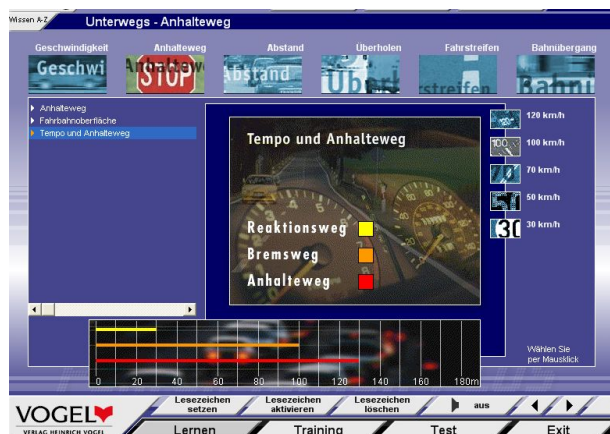 Wissen A-Z
Unterwegs - Anhalteweg
Geschwindigkeit
Anhalteweg
Abstand
Überholen
Fahrstreifen
Bahnübergang
Geschwi
STOP
Abstand
Überh
rstreifen
Bahnü
Anhalteweg
Fahrbahnoberfläche
Tempo und Anhalteweg
Tempo und Anhalteweg
Reaktionsweg
Bremsweg
Anhalteweg
120 km/h
100 km/h
70 km/h
50 km/h
30 km/h
0 20 40 60 80 100 120 140 160 180m
Wählen Sie
per Mausklick
VOGEL
VERLAG HEINRICH VOGEL
Lesezeichen setzen
Lesezeichen aktivieren
Lesezeichen löschen
aus
Lernen
Training
Test
Exit